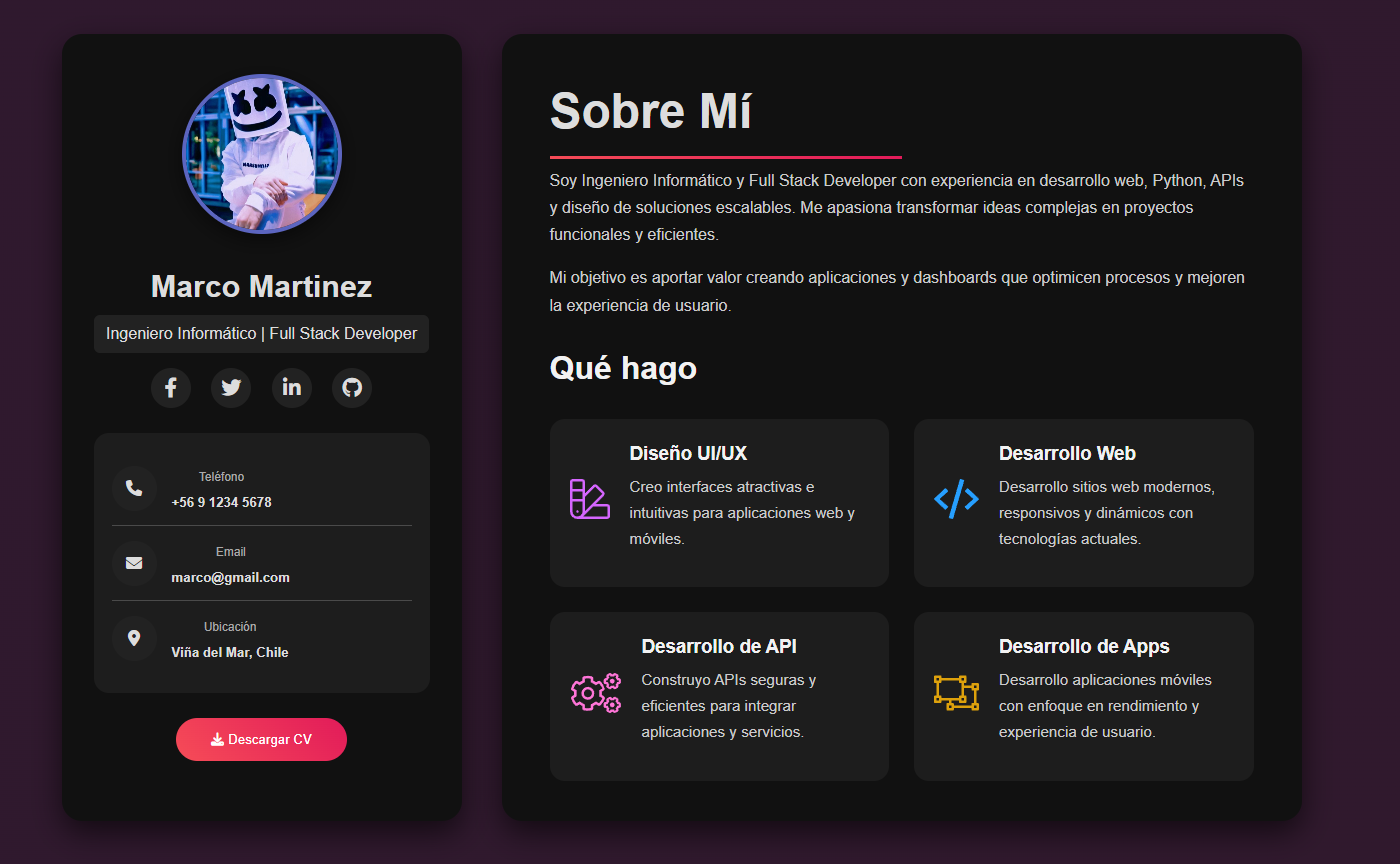 Marco Martinez
Ingeniero Informático | Full Stack Developer
Teléfono
+56 9 1234 5678
Email
marco@gmail.com
Ubicación
Viña del Mar, Chile
Descargar CV
Sobre Mí
Soy Ingeniero Informático y Full Stack Developer con experiencia en desarrollo web, Python, APIs
y diseño de soluciones escalables. Me apasiona transformar ideas complejas en proyectos
funcionales y eficientes.
Mi objetivo es aportar valor creando aplicaciones y dashboards que optimicen procesos y mejoren
la experiencia de usuario.
Qué hago
Diseño UI/UX
Creo interfaces atractivas e
intuitivas para aplicaciones web y
móviles.
Desarrollo Web
Desarrollo sitios web modernos,
responsivos y dinámicos con
tecnologías actuales.
Desarrollo de API
Construyo APIs seguras y
eficientes para integrar
aplicaciones y servicios.
Desarrollo de Apps
Desarrollo aplicaciones móviles
con enfoque en rendimiento y
experiencia de usuario.